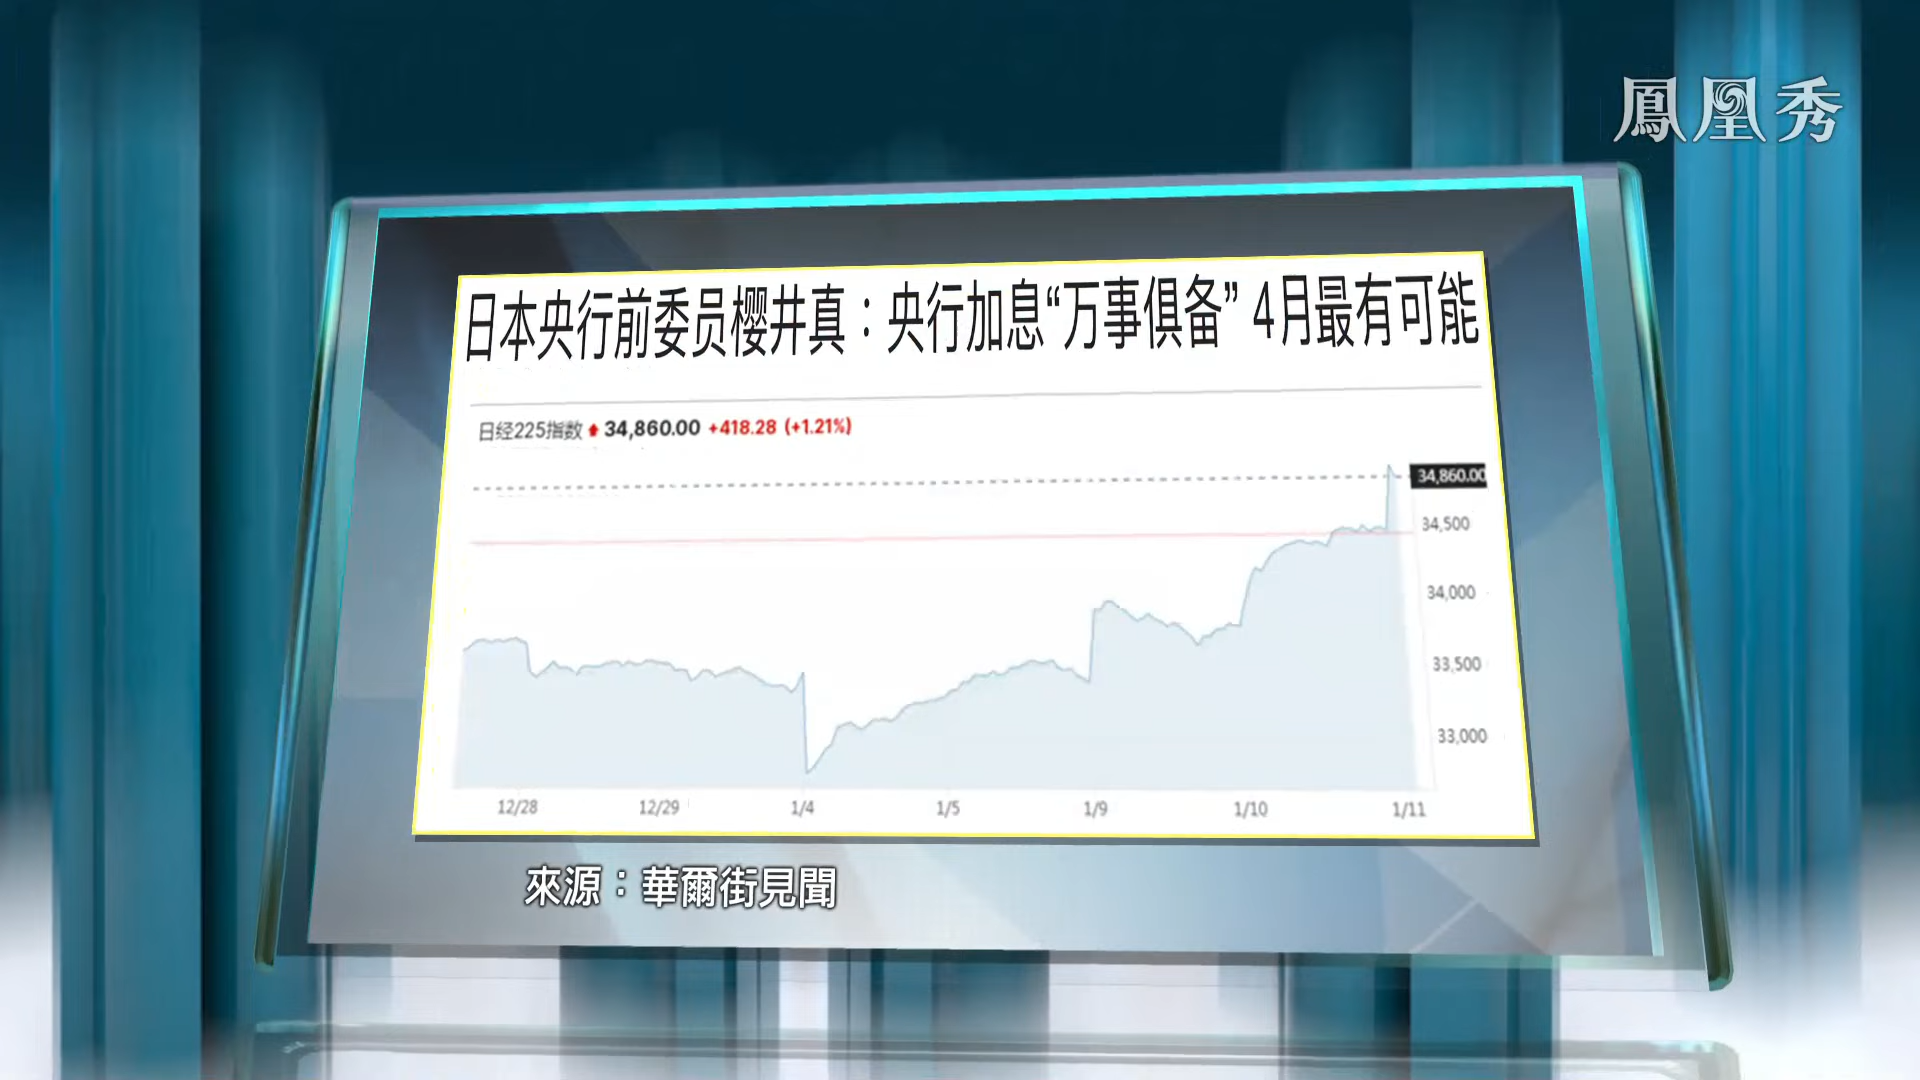 鳳凰秀
日本央行前委员樱井真：央行加息“万事俱备” 4月最有可能
日经225指数 34,860.00 +418.28 (+1.21%)
34,860.00
34,500
34,000
33,500
33,000
12/28 12/29 1/4 1/5 1/9 1/10 1/11
來源：華爾街見聞